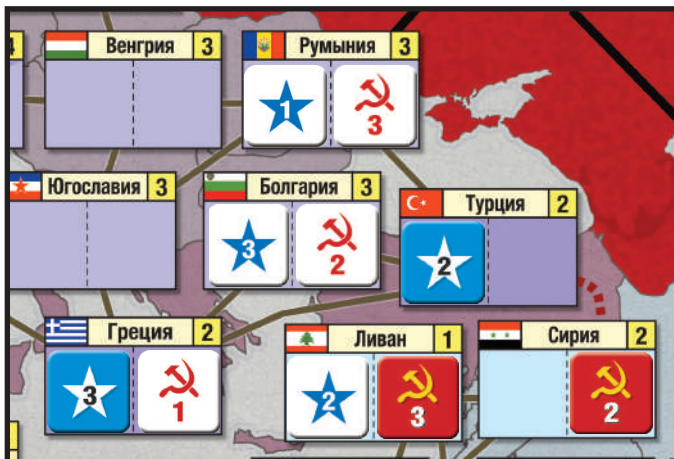 4
Венгрия 3
Румыния 3
1 3
Югославия 3
Болгария 3
3 2
Турция 2
2
Греция 2
3 1
Ливан 1
2 3
Сирия 2
2